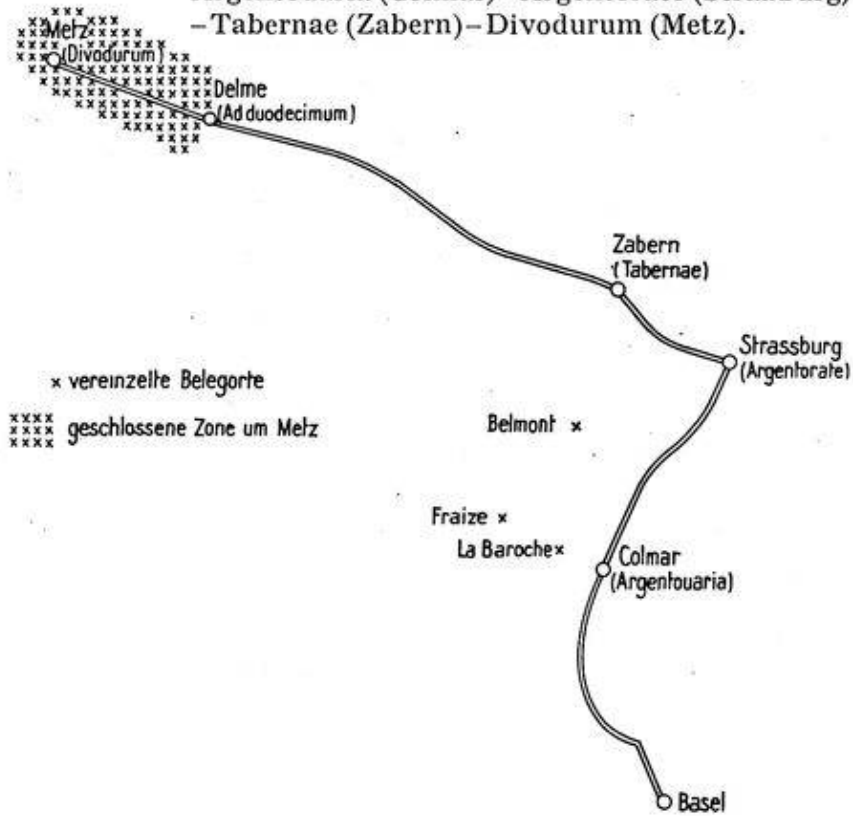 – Tabernae (Zabern) – Divodurum (Metz).
Metz
(Divodurum)
Delme
(Ad duodecimum)
Zabern
(Tabernae)
Strassburg
(Argentorate)
x vereinzelte Belegorte
geschlossene Zone um Metz
Belmont x
Fraize x
La Baroche x
Colmar
(Argentouaria)
Basel